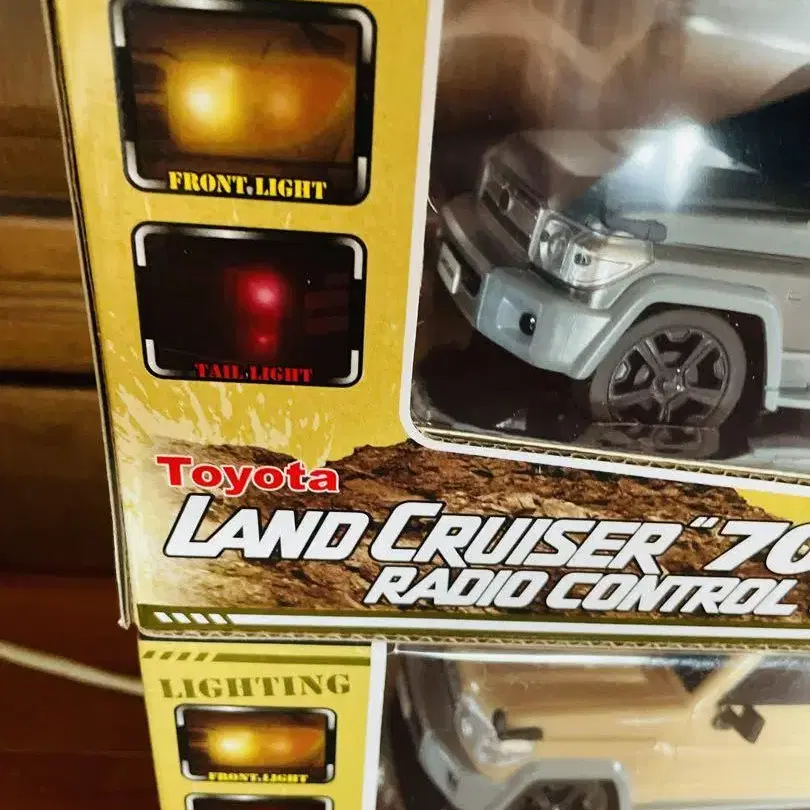 FRONT LIGHT
TAIL LIGHT
Toyota
LAND CRUISER "70
RADIO CONTROL
LIGHTING
FRONT LIGHT